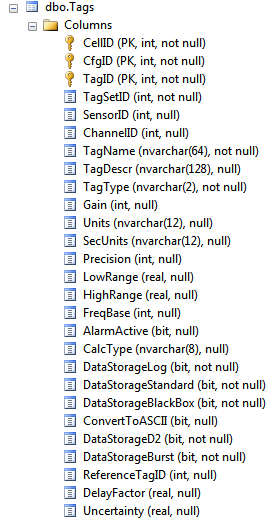 dbo.Tags
Columns
CellID (PK, int, not null)
CfgID (PK, int, not null)
TagID (PK, int, not null)
TagSetID (int, null)
SensorID (int, null)
ChannelID (int, null)
TagName (nvarchar(64), not null)
TagDescr (nvarchar(128), null)
TagType (nvarchar(2), not null)
Gain (int, null)
Units (nvarchar(12), null)
SecUnits (nvarchar(12), null)
Precision (int, null)
LowRange (real, null)
HighRange (real, null)
FreqBase (int, null)
AlarmActive (bit, null)
CalcType (nvarchar(8), null)
DataStorageLog (bit, not null)
DataStorageStandard (bit, not null)
DataStorageBlackBox (bit, not null)
ConvertToASCII (bit, null)
DataStorageD2 (bit, not null)
DataStorageBurst (bit, not null)
ReferenceTagID (int, null)
DelayFactor (real, null)
Uncertainty (real, null)